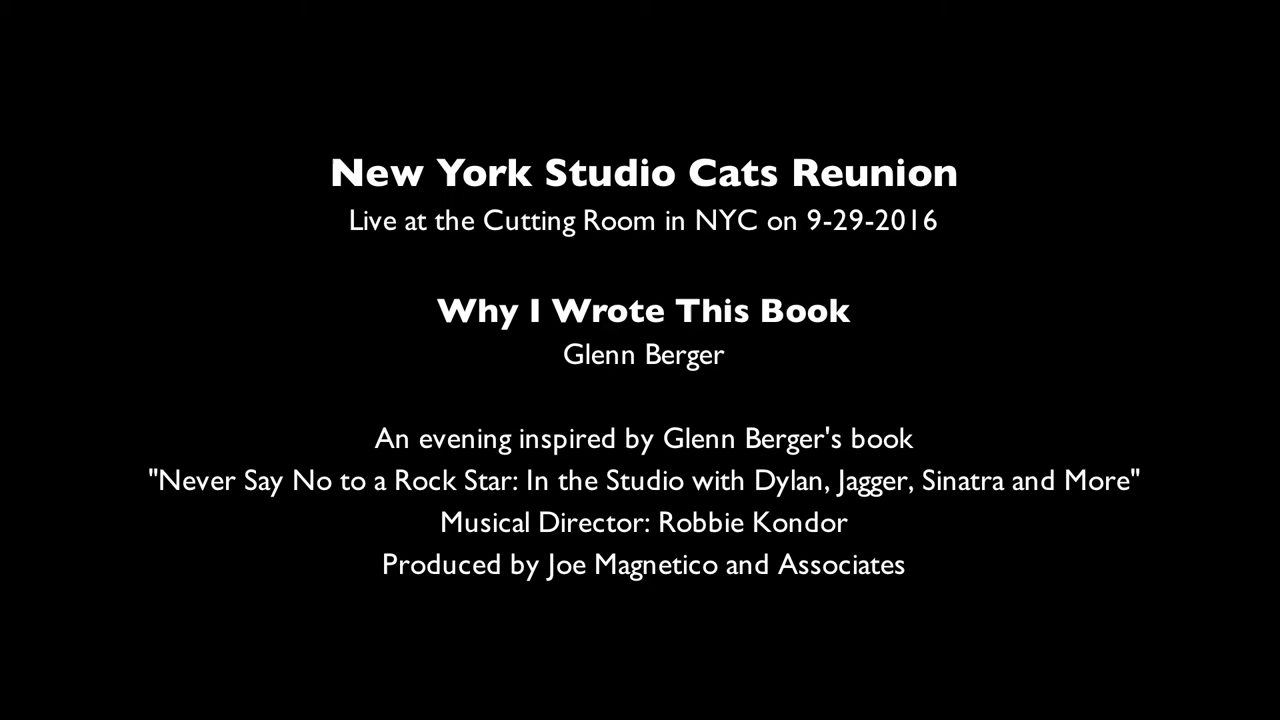 New York Studio Cats Reunion
Live at the Cutting Room in NYC on 9-29-2016
Why I Wrote This Book
Glenn Berger
An evening inspired by Glenn Berger's book
"Never Say No to a Rock Star: In the Studio with Dylan, Jagger, Sinatra and More"
Musical Director: Robbie Kondor
Produced by Joe Magnetico and Associates